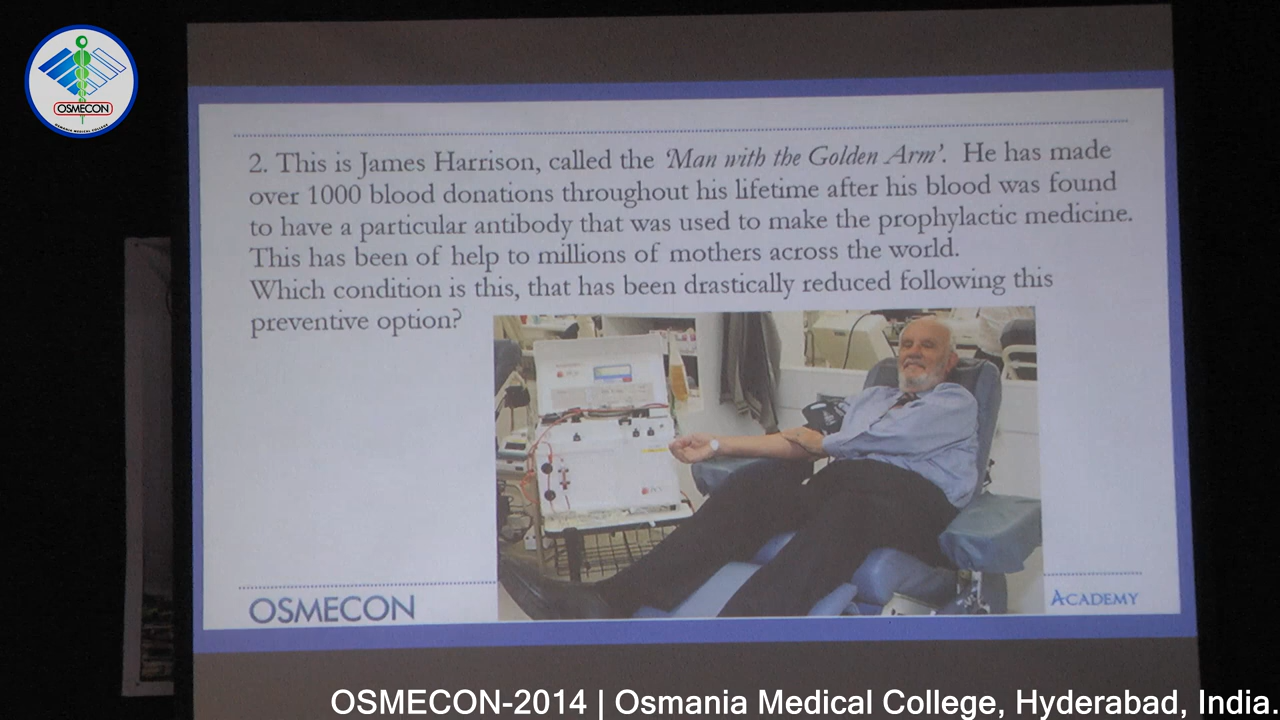 OSMECON
OSMANIA MEDICAL COLLEGE
2. This is James Harrison, called the 'Man with the Golden Arm'. He has made
over 1000 blood donations throughout his lifetime after his blood was found
to have a particular antibody that was used to make the prophylactic medicine.
This has been of help to millions of mothers across the world.
Which condition is this, that has been drastically reduced following this
preventive option?
OSMECON
ACADEMY
OSMECON-2014 | Osmania Medical College, Hyderabad, India.